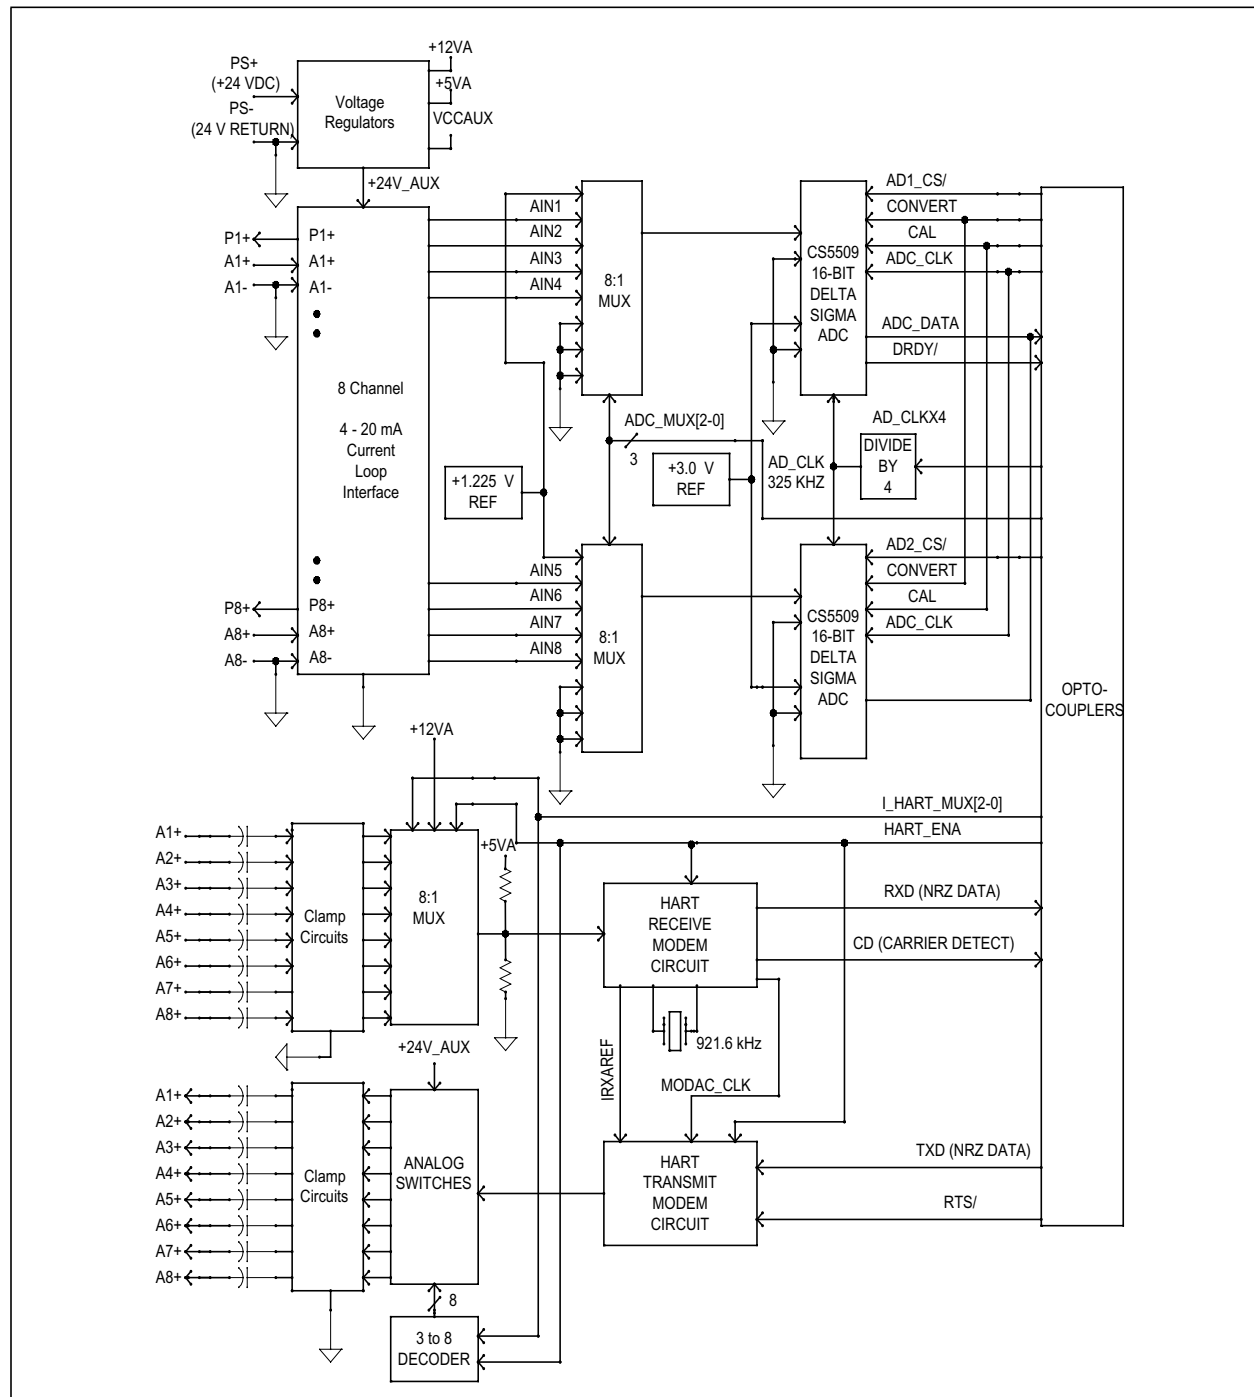 PS+
(+24 VDC)
PS-
(24 V RETURN)
Voltage
Regulators
+12VA
+5VA
VCCAUX
+24V_AUX
P1+
A1+
A1-
P1+
A1+
A1-
8 Channel
4 - 20 mA
Current
Loop
Interface
P8+
A8+
A8-
P8+
A8+
A8-
AIN1
AIN2
AIN3
AIN4
8:1
MUX
+1.225 V
REF
ADC_MUX[2-0]
3
+3.0 V
REF
CS5509
16-BIT
DELTA
SIGMA
ADC
AD1_CS/
CONVERT
CAL
ADC_CLK
ADC_DATA
DRDY/
AD_CLKX4
DIVIDE
BY
4
AD_CLK
325 KHZ
AIN5
AIN6
AIN7
AIN8
8:1
MUX
CS5509
16-BIT
DELTA
SIGMA
ADC
AD2_CS/
CONVERT
CAL
ADC_CLK
OPTO-
COUPLERS
+12VA
I_HART_MUX[2-0]
HART_ENA
A1+
A2+
A3+
A4+
A5+
A6+
A7+
A8+
Clamp
Circuits
8:1
MUX
+5VA
HART
RECEIVE
MODEM
CIRCUIT
RXD (NRZ DATA)
CD (CARRIER DETECT)
921.6 kHz
IRXAREF
MODAC_CLK
+24V_AUX
A1+
A2+
A3+
A4+
A5+
A6+
A7+
A8+
Clamp
Circuits
ANALOG
SWITCHES
HART
TRANSMIT
MODEM
CIRCUIT
TXD (NRZ DATA)
RTS/
8
3 to 8
DECODER